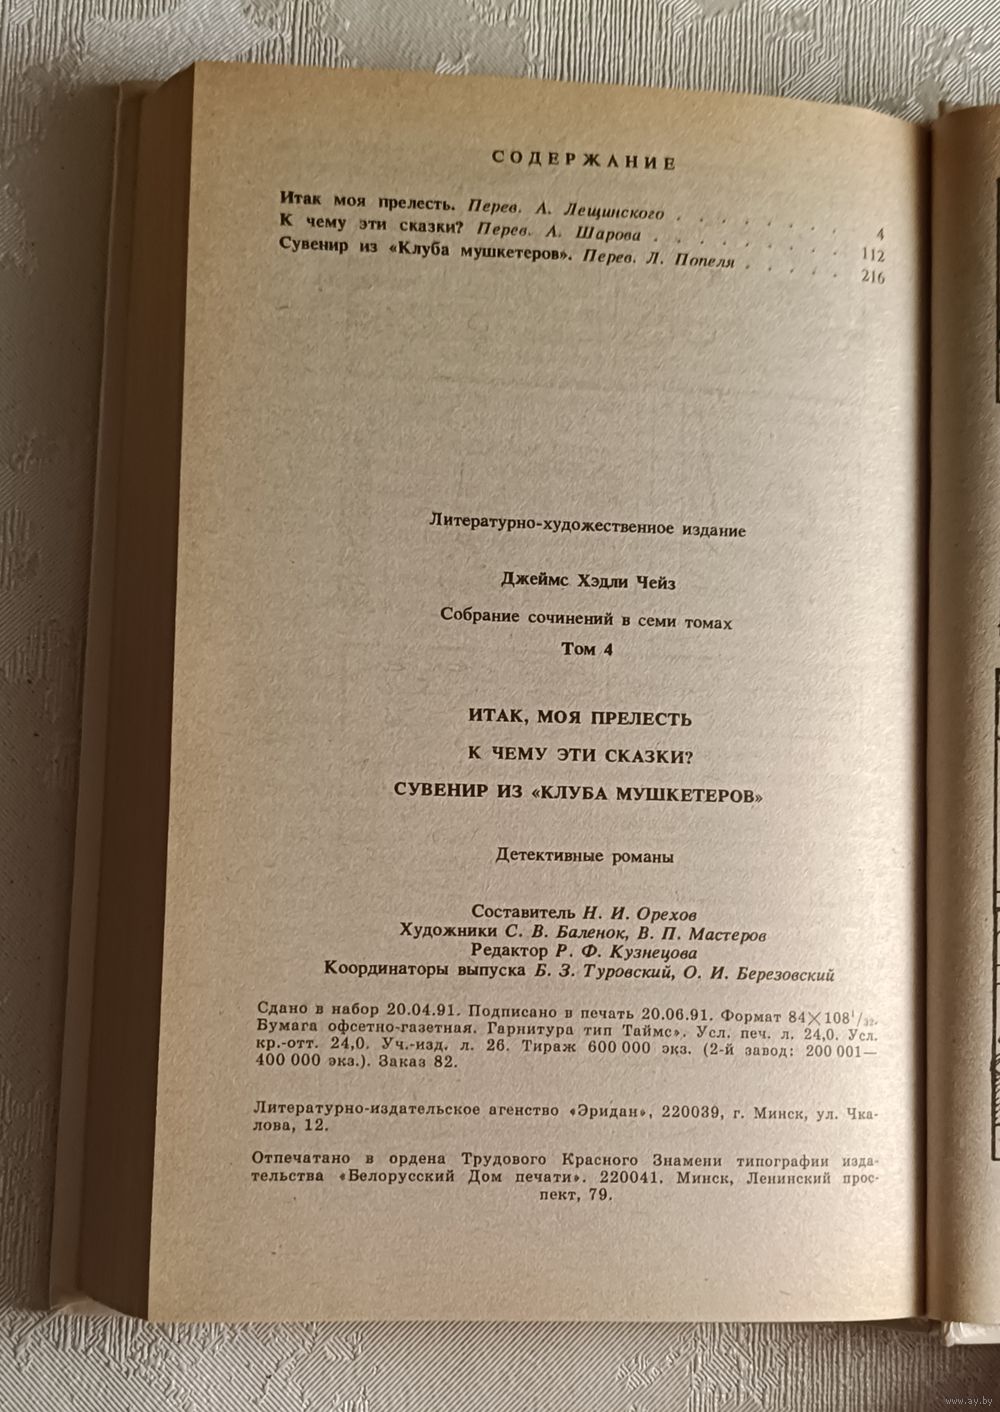 СОДЕРЖАНИЕ
Итак моя прелесть. Перев. А. Лещинского . . . . . . . . 4
К чему эти сказки? Перев. А. Шарова . . . . . . . . . 112
Сувенир из «Клуба мушкетеров». Перев. Л. Попеля . . . . . 216
Литературно-художественное издание
Джеймс Хэдли Чейз
Собрание сочинений в семи томах
Том 4
ИТАК, МОЯ ПРЕЛЕСТЬ
К ЧЕМУ ЭТИ СКАЗКИ?
СУВЕНИР ИЗ «КЛУБА МУШКЕТЕРОВ»
Детективные романы
Составитель Н. И. Орехов
Художники С. В. Баленок, В. П. Мастеров
Редактор Р. Ф. Кузнецова
Координаторы выпуска Б. З. Туровский, О. И. Березовский
Сдано в набор 20.04.91. Подписано в печать 20.06.91. Формат 84×108¹/₃₂.
Бумага офсетно-газетная. Гарнитура тип Таймс». Усл. печ. л. 24,0. Усл.
кр.-отт. 24,0. Уч.-изд. л. 26. Тираж 600 000 экз. (2-й завод: 200 001—
400 000 экз.). Заказ 82.
Литературно-издательское агенство «Эридан», 220039, г. Минск, ул. Чка-
лова, 12.
Отпечатано в ордена Трудового Красного Знамени типографии изда-
тельства «Белорусский Дом печати». 220041, Минск, Ленинский прос-
пект, 79.
www.ay.by